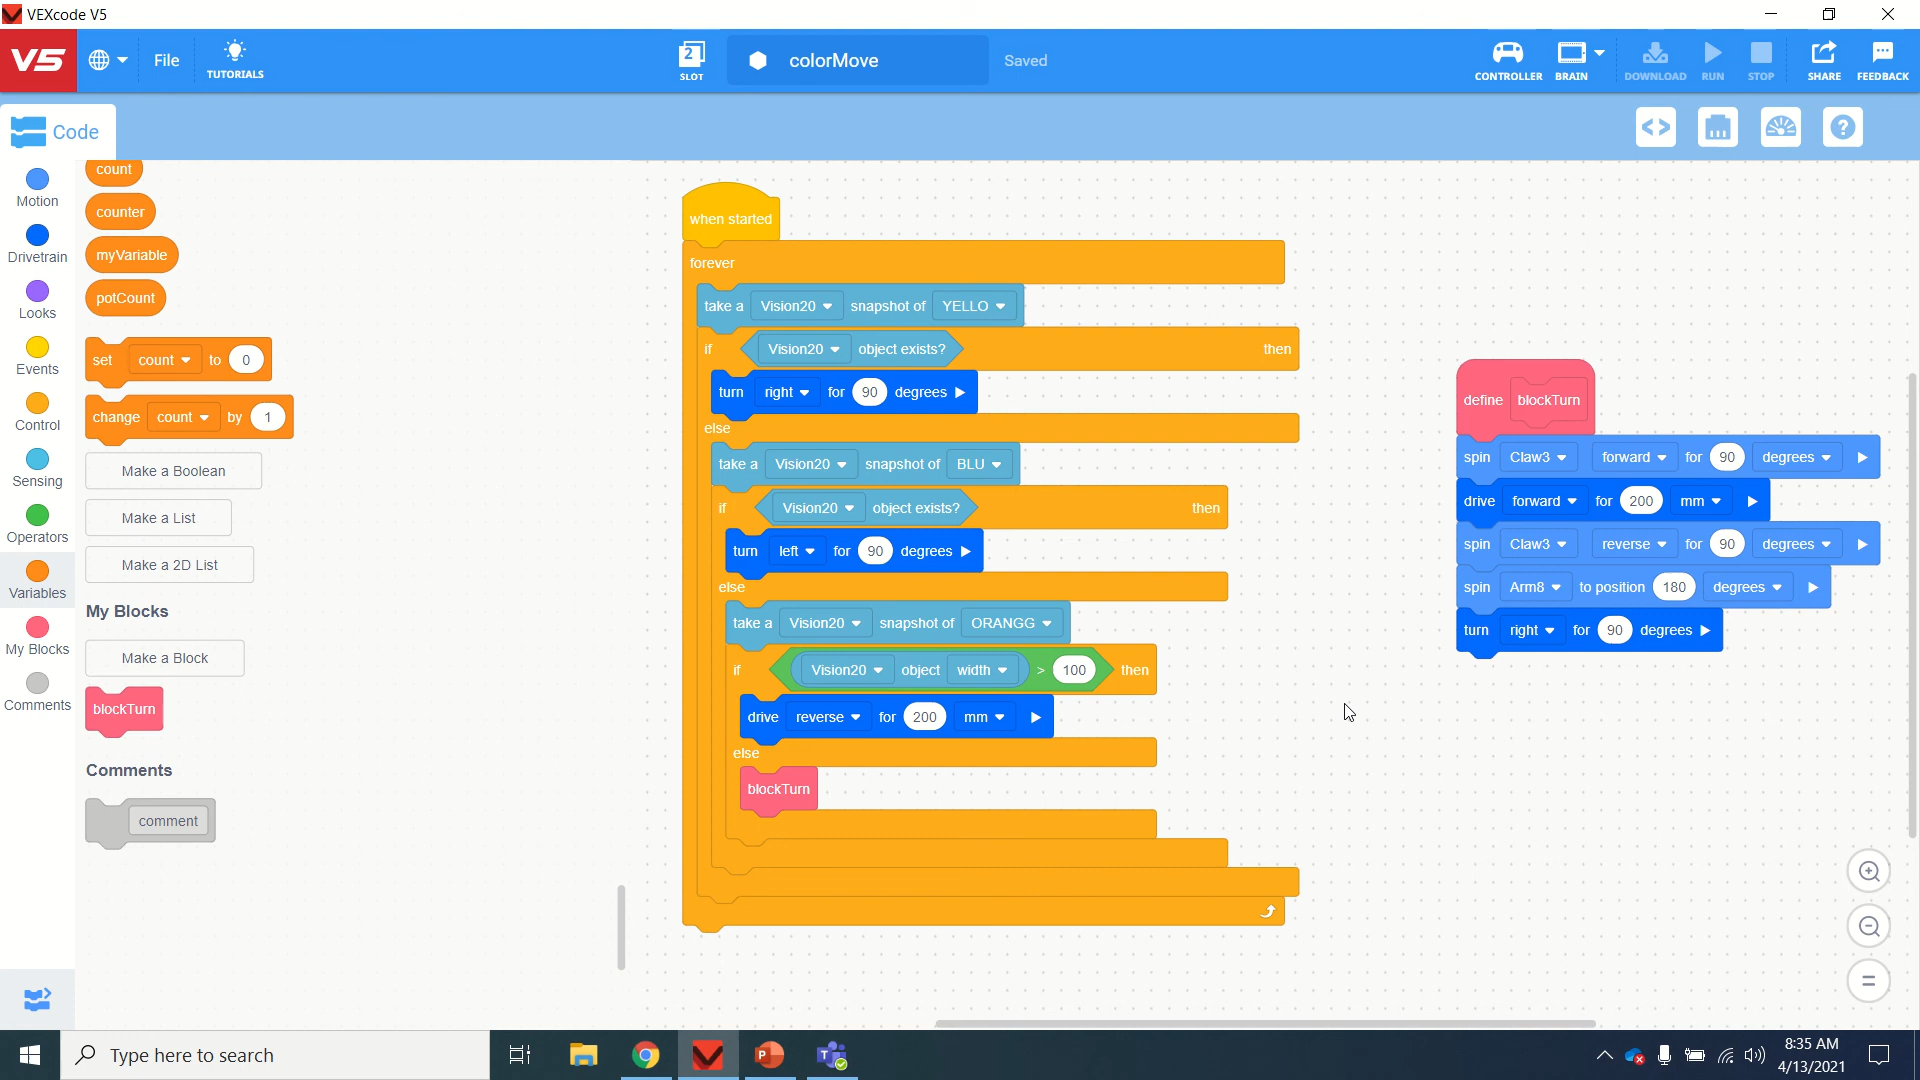 VEXcode V5
V5
File
TUTORIALS
2
SLOT
colorMove
Saved
CONTROLLER
BRAIN
DOWNLOAD
RUN
STOP
SHARE
FEEDBACK
Code
Motion
Drivetrain
Looks
Events
Control
Sensing
Operators
Variables
My Blocks
Comments
count
counter
myVariable
potCount
set count to 0
change count by 1
Make a Boolean
Make a List
Make a 2D List
My Blocks
Make a Block
blockTurn
Comments
comment
when started
forever
take a Vision20 snapshot of YELLO
if Vision20 object exists? then
turn right for 90 degrees
else
take a Vision20 snapshot of BLU
if Vision20 object exists? then
turn left for 90 degrees
else
take a Vision20 snapshot of ORANGG
if Vision20 object width > 100 then
drive reverse for 200 mm
else
blockTurn
define blockTurn
spin Claw3 forward for 90 degrees
drive forward for 200 mm
spin Claw3 reverse for 90 degrees
spin Arm8 to position 180 degrees
turn right for 90 degrees
Type here to search
8:35 AM
4/13/2021